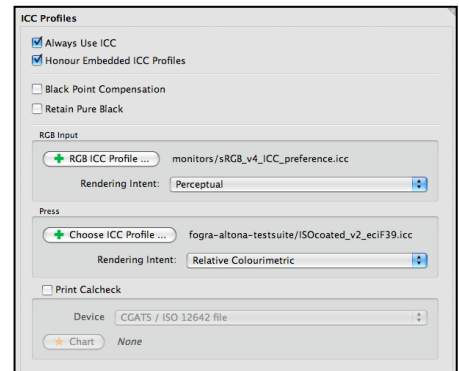 ICC Profiles
Always Use ICC
Honour Embedded ICC Profiles
Black Point Compensation
Retain Pure Black
RGB Input
RGB ICC Profile ... monitors/sRGB_v4_ICC_preference.icc
Rendering Intent: Perceptual
Press
Choose ICC Profile ... fogra-altona-testsuite/ISOcoated_v2_eciF39.icc
Rendering Intent: Relative Colourimetric
Print Calcheck
Device CGATS / ISO 12642 file
Chart None